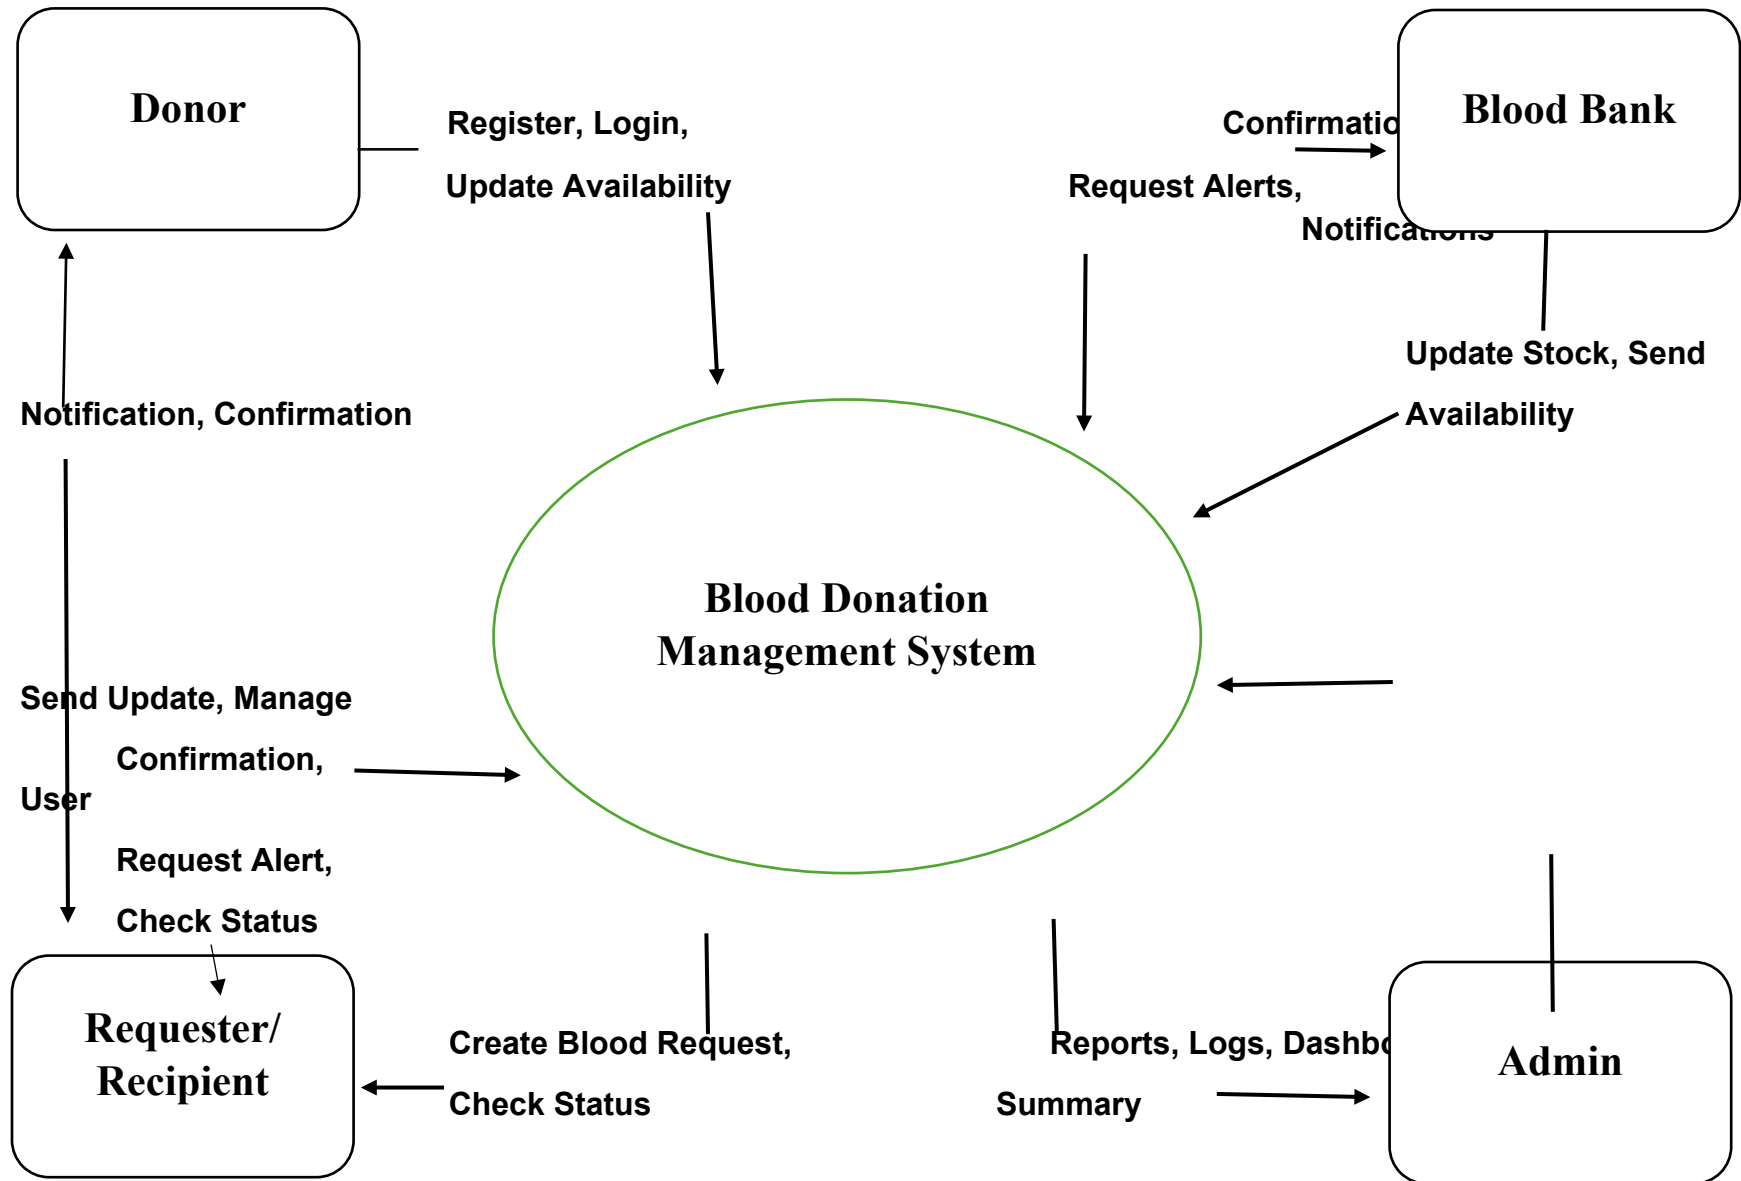 Donor
Register, Login,
Update Availability
Confirmatio
Request Alerts,
Notifications
Blood Bank
Update Stock, Send
Availability
Notification, Confirmation
Blood Donation
Management System
Send Update, Manage
Confirmation,
User
Request Alert,
Check Status
Requester/
Recipient
Create Blood Request,
Check Status
Reports, Logs, Dashbo
Summary
Admin